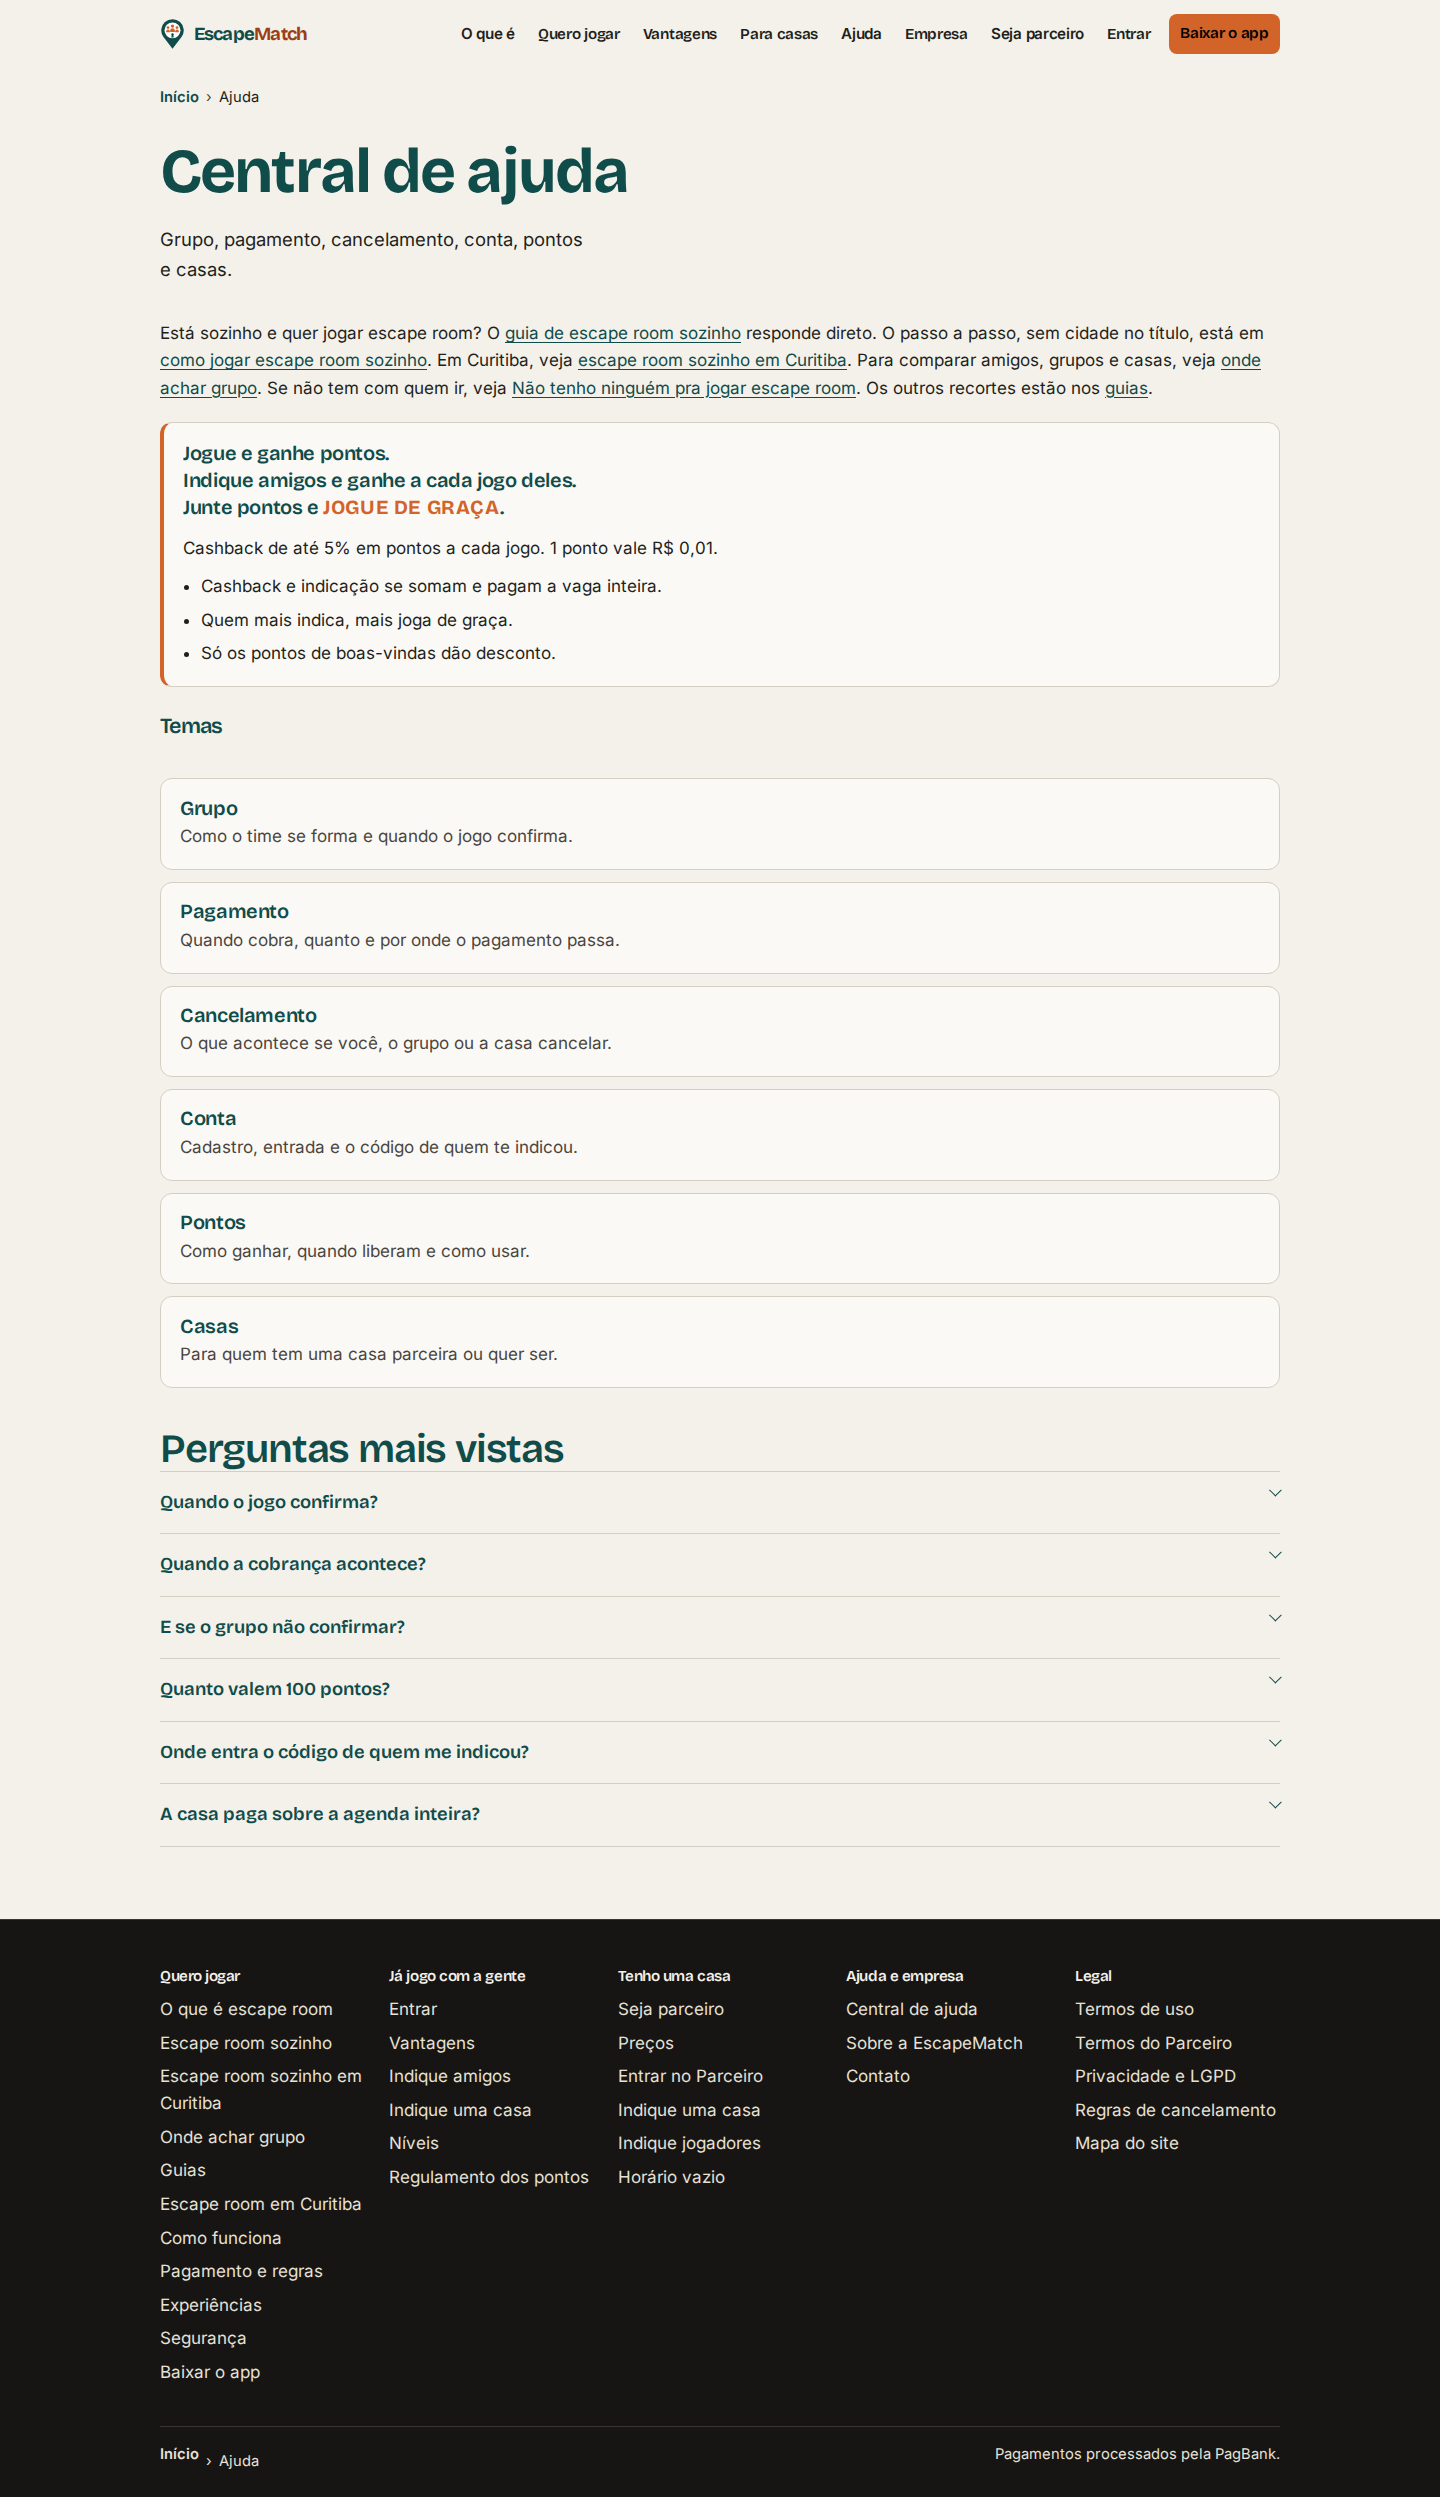 EscapeMatch
O que é
Quero jogar
Vantagens
Para casas
Ajuda
Empresa
Seja parceiro
Entrar
Baixar o app
Início › Ajuda
Central de ajuda
Grupo, pagamento, cancelamento, conta, pontos
e casas.
Está sozinho e quer jogar escape room? O guia de escape room sozinho responde direto. O passo a passo, sem cidade no título, está em
como jogar escape room sozinho. Em Curitiba, veja escape room sozinho em Curitiba. Para comparar amigos, grupos e casas, veja onde
achar grupo. Se não tem com quem ir, veja Não tenho ninguém pra jogar escape room. Os outros recortes estão nos guias.
Jogue e ganhe pontos.
Indique amigos e ganhe a cada jogo deles.
Junte pontos e JOGUE DE GRAÇA.
Cashback de até 5% em pontos a cada jogo. 1 ponto vale R$ 0,01.
• Cashback e indicação se somam e pagam a vaga inteira.
• Quem mais indica, mais joga de graça.
• Só os pontos de boas-vindas dão desconto.
Temas
Grupo
Como o time se forma e quando o jogo confirma.
Pagamento
Quando cobra, quanto e por onde o pagamento passa.
Cancelamento
O que acontece se você, o grupo ou a casa cancelar.
Conta
Cadastro, entrada e o código de quem te indicou.
Pontos
Como ganhar, quando liberam e como usar.
Casas
Para quem tem uma casa parceira ou quer ser.
Perguntas mais vistas
Quando o jogo confirma?
Quando a cobrança acontece?
E se o grupo não confirmar?
Quanto valem 100 pontos?
Onde entra o código de quem me indicou?
A casa paga sobre a agenda inteira?
Quero jogar
O que é escape room
Escape room sozinho
Escape room sozinho em
Curitiba
Onde achar grupo
Guias
Escape room em Curitiba
Como funciona
Pagamento e regras
Experiências
Segurança
Baixar o app
Já jogo com a gente
Entrar
Vantagens
Indique amigos
Indique uma casa
Níveis
Regulamento dos pontos
Tenho uma casa
Seja parceiro
Preços
Entrar no Parceiro
Indique uma casa
Indique jogadores
Horário vazio
Ajuda e empresa
Central de ajuda
Sobre a EscapeMatch
Contato
Legal
Termos de uso
Termos do Parceiro
Privacidade e LGPD
Regras de cancelamento
Mapa do site
Início › Ajuda
Pagamentos processados pela PagBank.